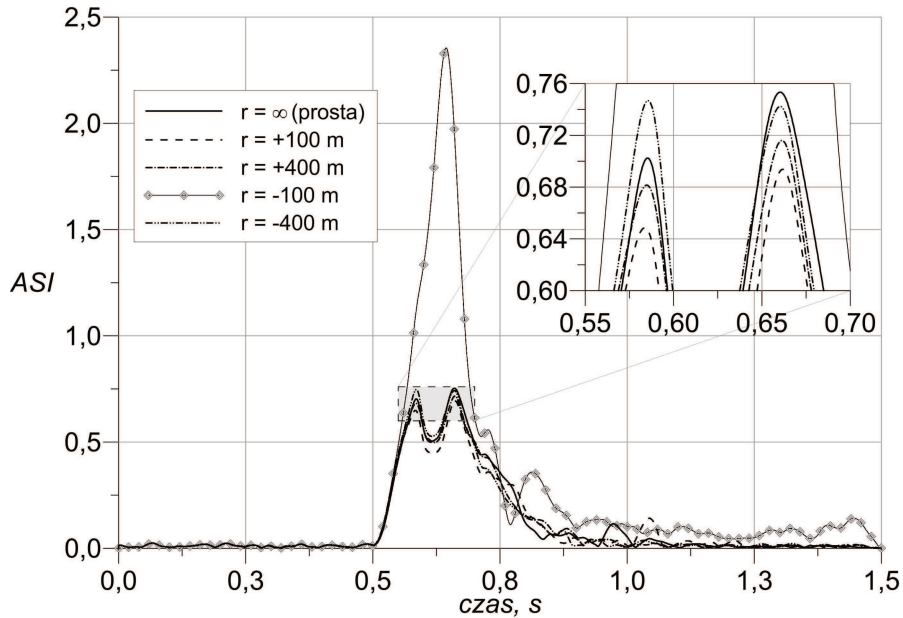 2,5
2,0
1,5
1,0
0,5
0,0
ASI
r = ∞ (prosta)
r = +100 m
r = +400 m
r = -100 m
r = -400 m
0,76
0,72
0,68
0,64
0,60
0,55 0,60 0,65 0,70
0,0 0,3 0,5 0,8 1,0 1,3 1,5
czas, s